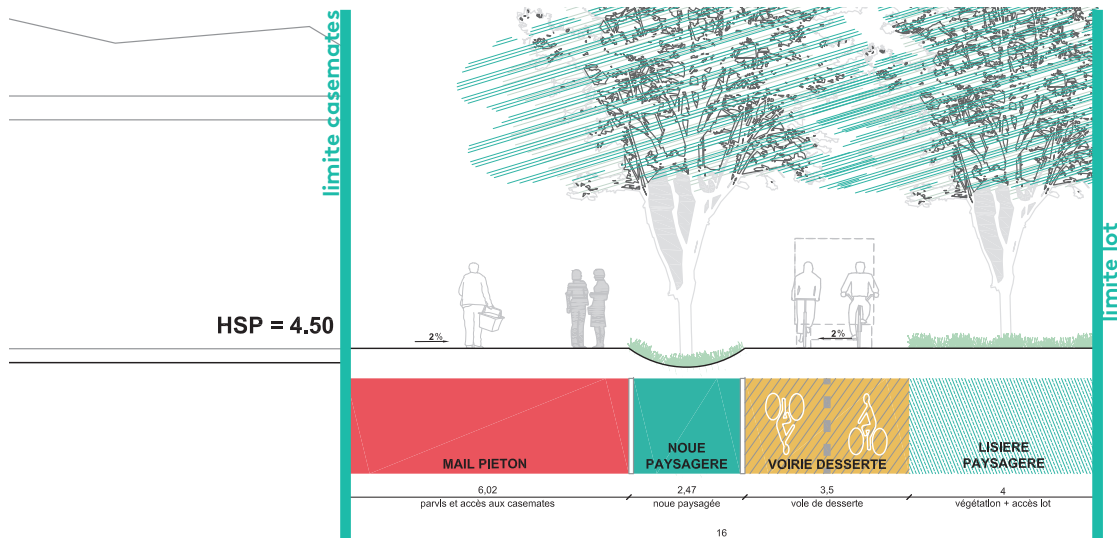 limite casemates
limite lot
HSP = 4.50
2%
2%
MAIL PIETON
NOUE
PAYSAGERE
VOIRIE DESSERTE
LISIERE
PAYSAGERE
6,02
2,47
3,5
4
parvis et accès aux casemates
noue paysagée
voie de desserte
végétation + accès lot
16